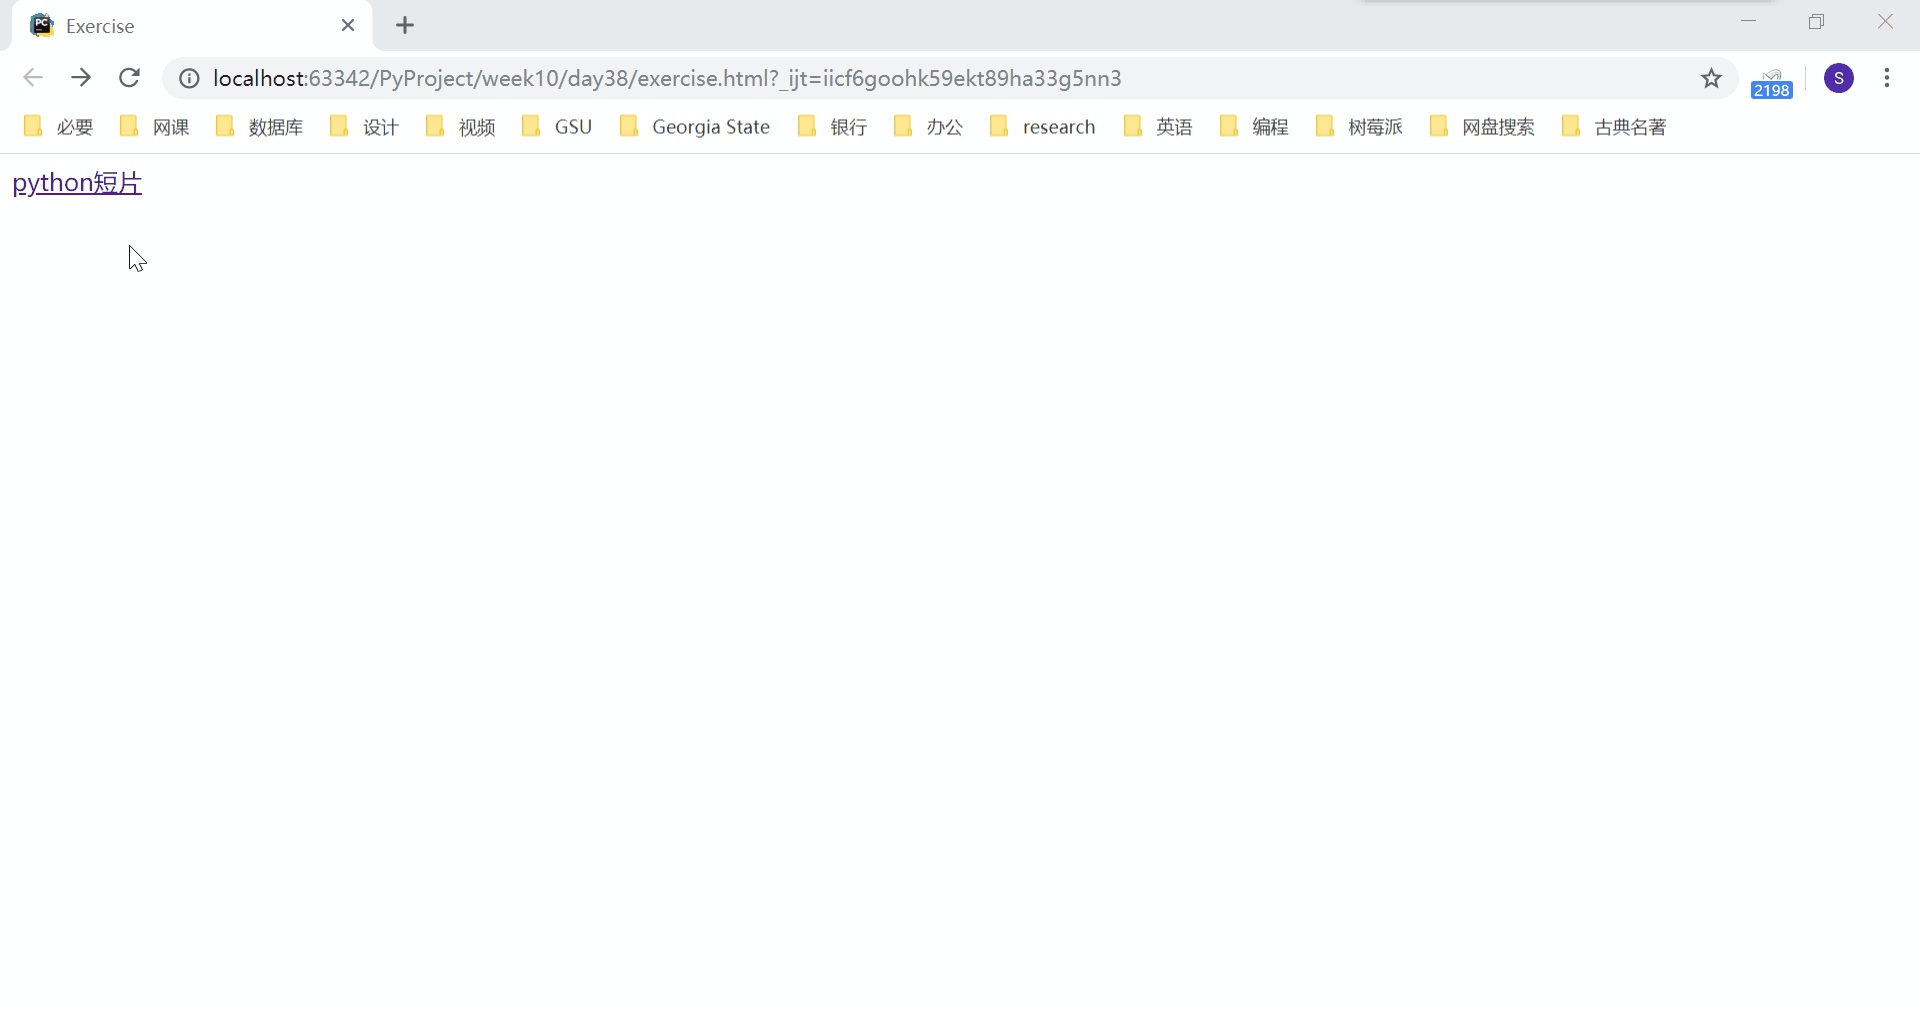 Exercise
localhost:63342/PyProject/week10/day38/exercise.html?_ijt=iicf6goohk59ekt89ha33g5nn3
2198
S
必要 网课 数据库 设计 视频 GSU Georgia State 银行 办公 research 英语 编程 树莓派 网盘搜索 古典名著
python短片